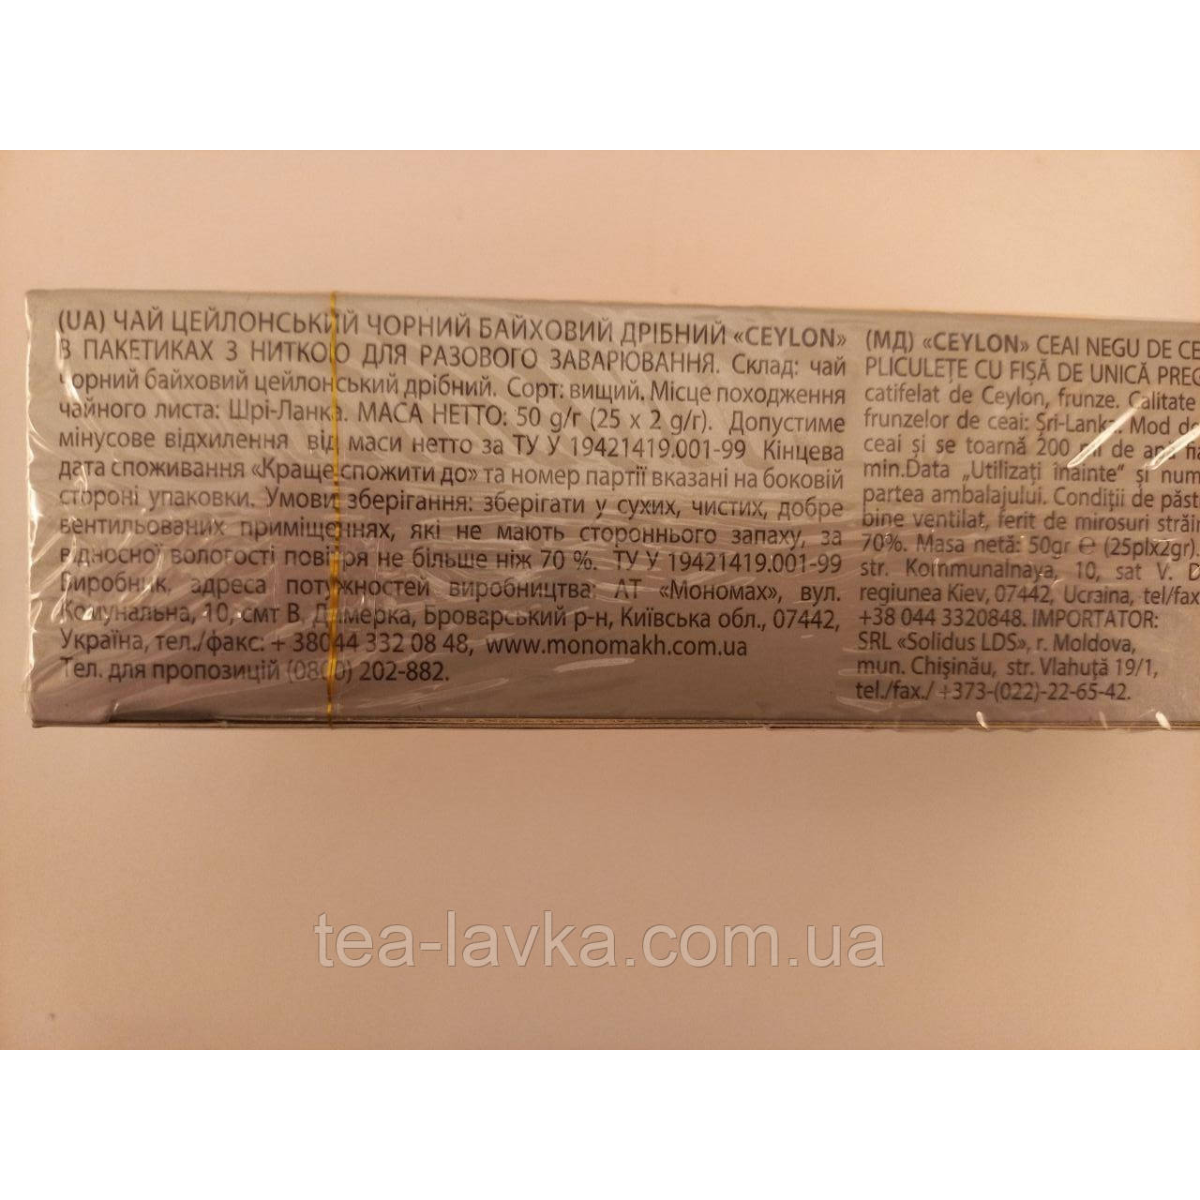 (UA) ЧАЙ ЦЕЙЛОНСЬКИЙ ЧОРНИЙ БАЙХОВИЙ ДРІБНИЙ «CEYLON»
В ПАКЕТИКАХ З НИТКОЮ ДЛЯ РАЗОВОГО ЗАВАРЮВАННЯ. Склад: чай
чорний байховий цейлонський дрібний. Сорт: вищий. Місце походження
чайного листа: Шрі-Ланка. МАСА НЕТТО: 50 g/г (25 x 2 g/г). Допустиме
мінусове відхилення від маси нетто за ТУ У 19421419.001-99 Кінцева
дата споживання «Краще спожити до» та номер партії вказані на боковій
стороні упаковки. Умови зберігання: зберігати у сухих, чистих, добре
вентильованих приміщеннях, які не мають стороннього запаху, за
відносної вологості повітря не більше ніж 70 %. ТУ У 19421419.001-99
Виробник, адреса потужностей виробництва: АТ «Мономах», вул.
Комунальна, 10, смт В. Димерка, Броварський р-н, Київська обл., 07442,
Україна, тел./факс: + 38044 332 08 48, www.monomakh.com.ua
Тел. для пропозицій (0800) 202-882.
(МД) «CEYLON» CEAI NEGU DE CE
PLICULEȚE CU FIȘĂ DE UNICĂ PREG
catifelat de Ceylon, frunze. Calitate
frunzelor de ceai: Sri-Lanka. Mod de
ceai și se toarnă 200 ml de apă
min.Data „Utilizați înainte" și num
partea ambalajului. Condiții de păst
bine ventilat, ferit de mirosuri străin
70%. Masa netă: 50gr ℮ (25plx2gr).
str. Kommunalnaya, 10, sat V. D
regiunea Kiev, 07442, Ucraina, tel/fax
+38 044 3320848. IMPORTATOR:
SRL «Solidus LDS», r. Moldova,
mun. Chișinău, str. Vlahuță 19/1,
tel./fax./ +373-(022)-22-65-42.
tea-lavka.com.ua